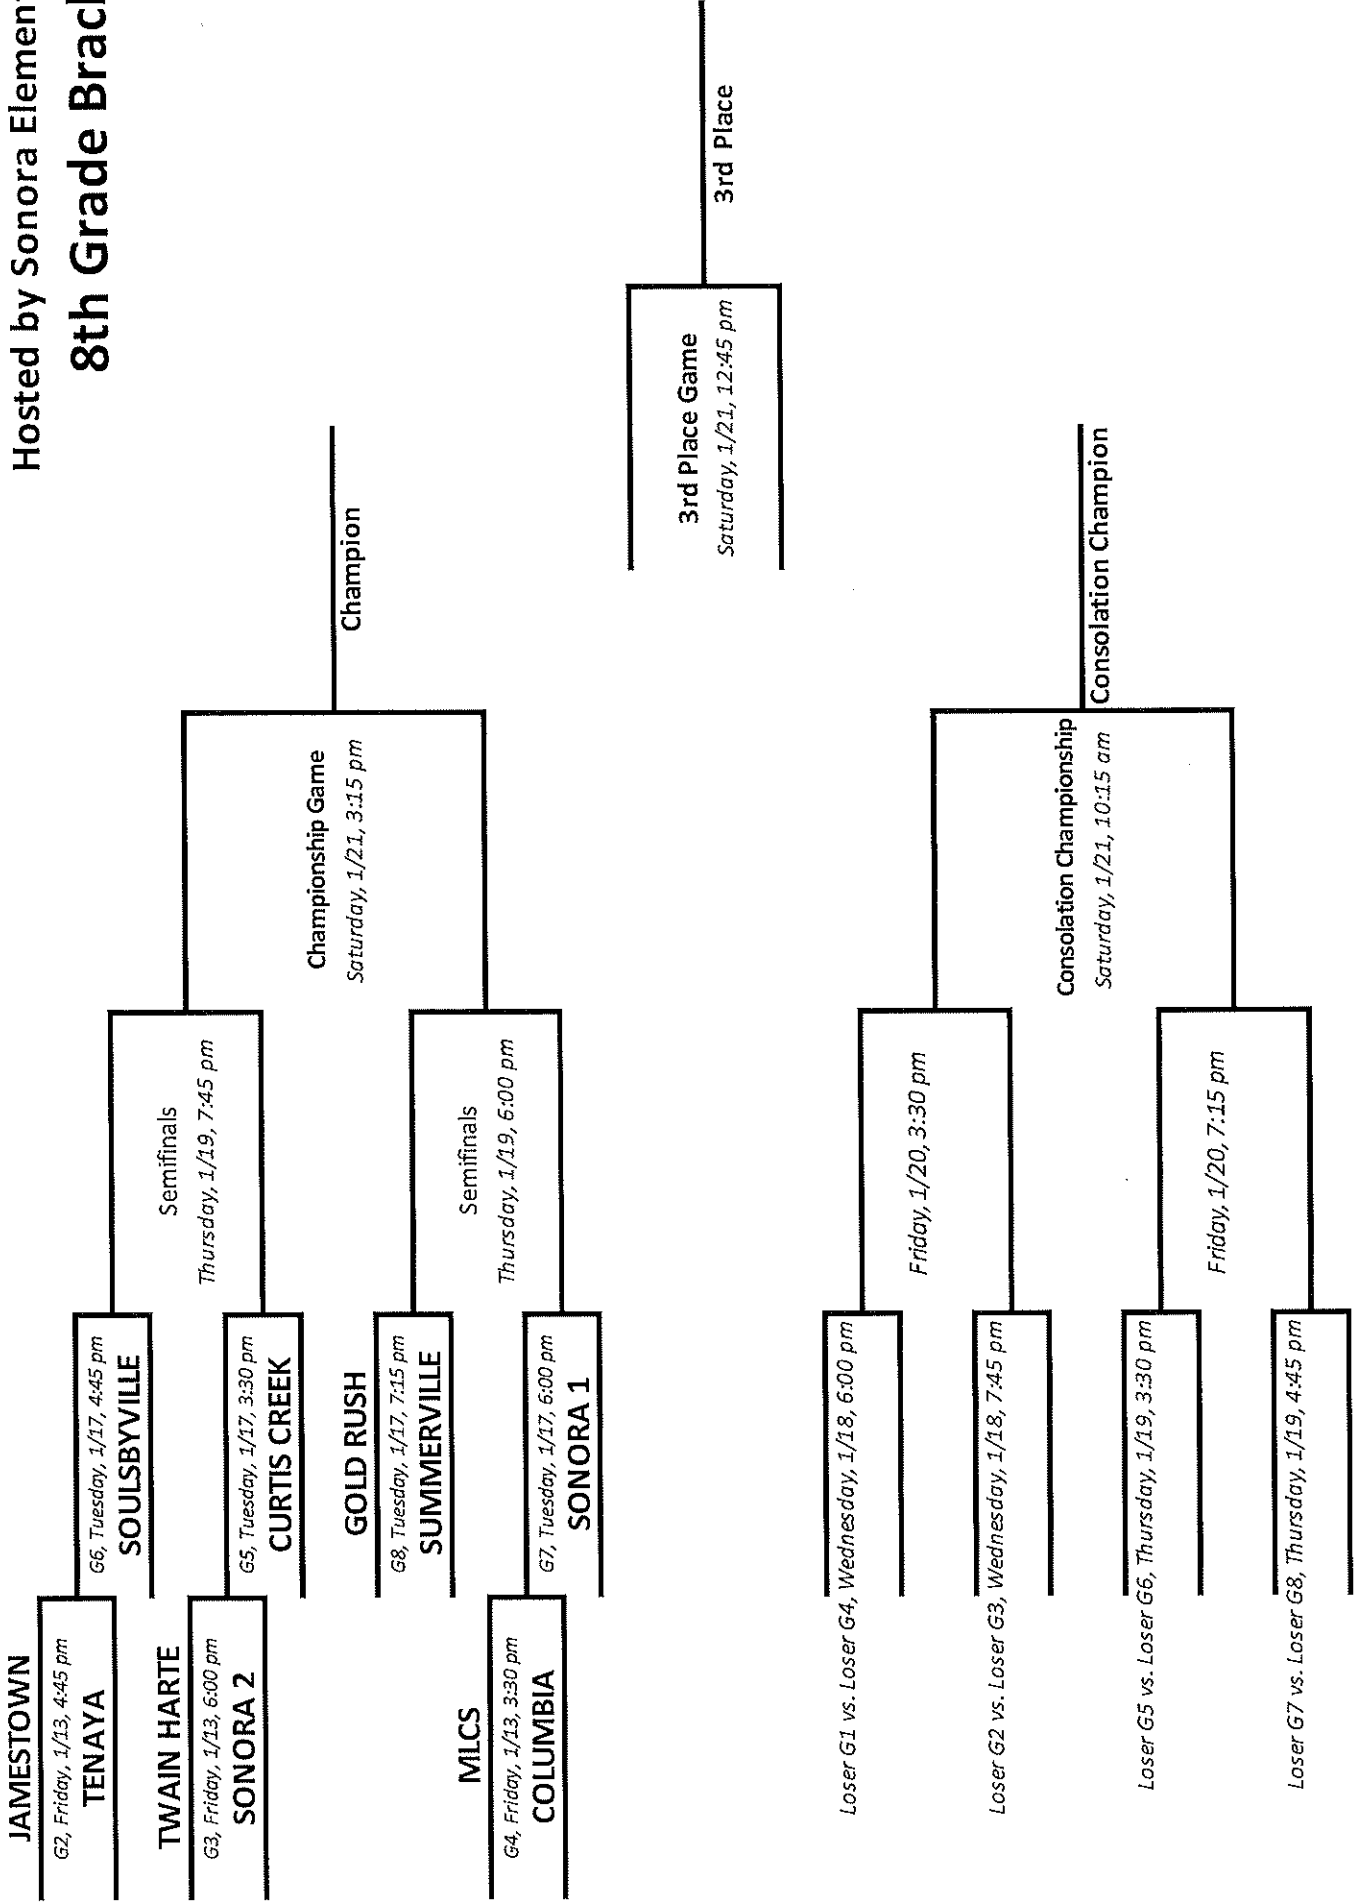 Hosted by Sonora Elemen
8th Grade Brac
JAMESTOWN
G2, Friday, 1/13, 4:45 pm
TENAYA
G6, Tuesday, 1/17, 4:45 pm
SOULSBYVILLE
Semifinals
Thursday, 1/19, 7:45 pm
TWAIN HARTE
G3, Friday, 1/13, 6:00 pm
SONORA 2
G5, Tuesday, 1/17, 3:30 pm
CURTIS CREEK
Championship Game
Saturday, 1/21, 3:15 pm
Champion
GOLD RUSH
G8, Tuesday, 1/17, 7:15 pm
SUMMERVILLE
Semifinals
Thursday, 1/19, 6:00 pm
MLCS
G4, Friday, 1/13, 3:30 pm
COLUMBIA
G7, Tuesday, 1/17, 6:00 pm
SONORA 1
3rd Place Game
Saturday, 1/21, 12:45 pm
3rd Place
Loser G1 vs. Loser G4, Wednesday, 1/18, 6:00 pm
Friday, 1/20, 3:30 pm
Loser G2 vs. Loser G3, Wednesday, 1/18, 7:45 pm
Consolation Championship
Saturday, 1/21, 10:15 am
Consolation Champion
Loser G5 vs. Loser G6, Thursday, 1/19, 3:30 pm
Friday, 1/20, 7:15 pm
Loser G7 vs. Loser G8, Thursday, 1/19, 4:45 pm